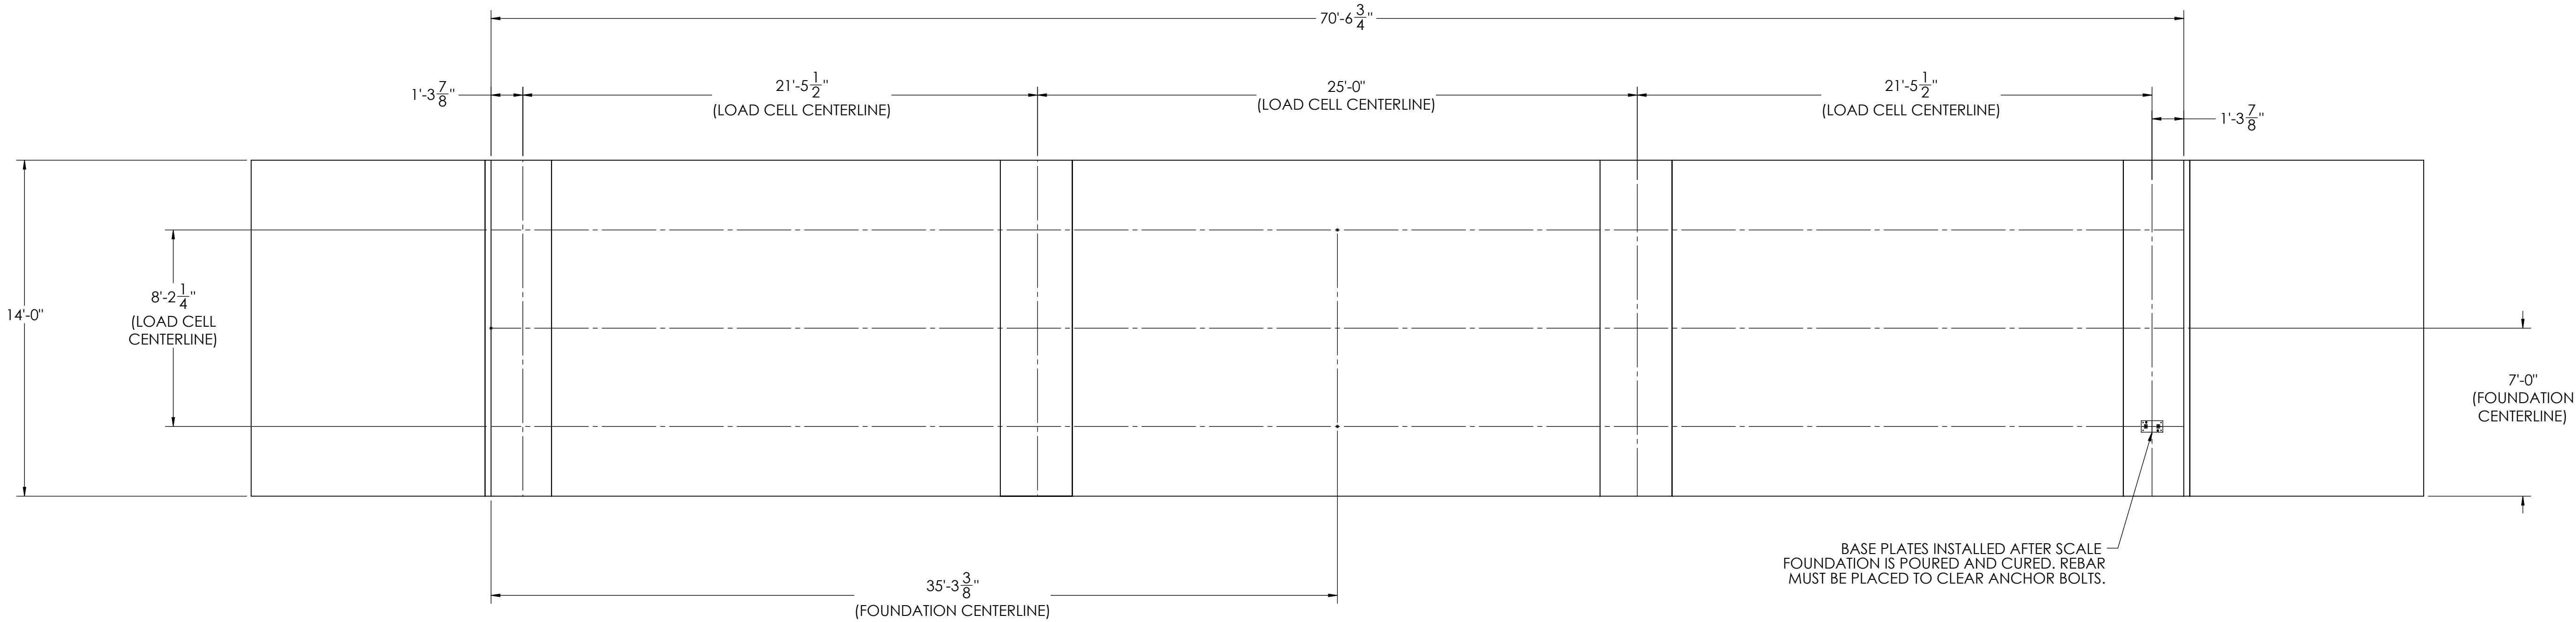 70'-6 3/4"
1'-3 7/8"
21'-5 1/2"
(LOAD CELL CENTERLINE)
25'-0"
(LOAD CELL CENTERLINE)
21'-5 1/2"
(LOAD CELL CENTERLINE)
1'-3 7/8"
14'-0"
8'-2 1/4"
(LOAD CELL
CENTERLINE)
7'-0"
(FOUNDATION
CENTERLINE)
BASE PLATES INSTALLED AFTER SCALE
FOUNDATION IS POURED AND CURED. REBAR
MUST BE PLACED TO CLEAR ANCHOR BOLTS.
35'-3 3/8"
(FOUNDATION CENTERLINE)